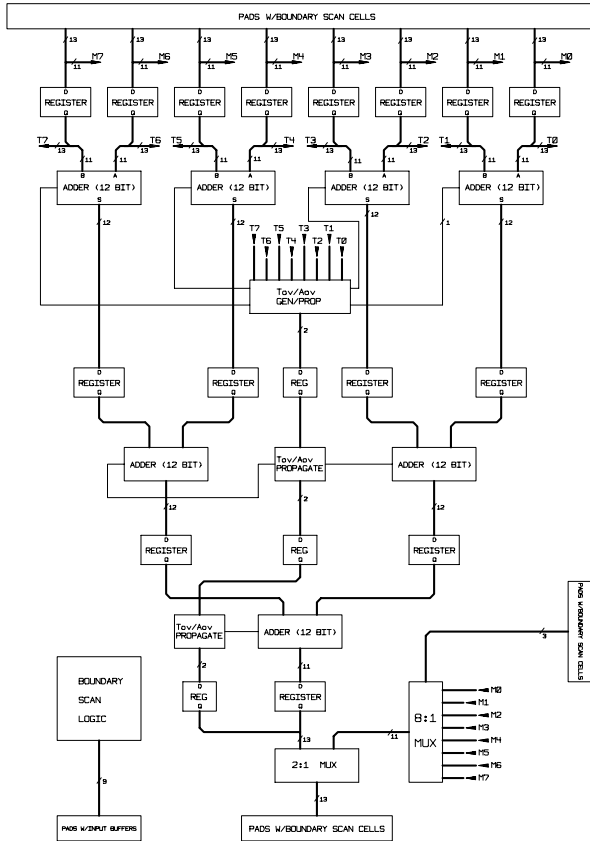 PADS W/BOUNDARY SCAN CELLS
13 13 13 13 13 13 13 13
M7 M6 M5 M4 M3 M2 M1 M0
11 11 11 11 11 11 11 11
D D D D D D D D
REGISTER REGISTER REGISTER REGISTER REGISTER REGISTER REGISTER REGISTER
Q Q Q Q Q Q Q Q
T7 T6 T5 T4 T3 T2 T1 T0
13 13 13 13 13 13 13 13
11 11 11 11 11 11 11 11
B A B A B A B A
ADDER (12 BIT) ADDER (12 BIT) ADDER (12 BIT) ADDER (12 BIT)
S S S S
12 12 12 1 12
T7 T5 T3 T1
T6 T4 T2 T0
Tov/Aov
GEN/PROP
2
D D D D D
REGISTER REGISTER REG REGISTER REGISTER
Q Q Q Q Q
ADDER (12 BIT) Tov/Aov PROPAGATE ADDER (12 BIT)
12 2 12
D D D
REGISTER REG REGISTER
Q Q Q
Tov/Aov
PROPAGATE
ADDER (12 BIT)
2 11
D D
REG REGISTER
Q Q
13
2:1 MUX
13
PADS W/BOUNDARY SCAN CELLS
PADS W/BOUNDARY SCAN CELLS
3
8:1
MUX
11
M0
M1
M2
M3
M4
M5
M6
M7
BOUNDARY
SCAN
LOGIC
9
PADS W/INPUT BUFFERS